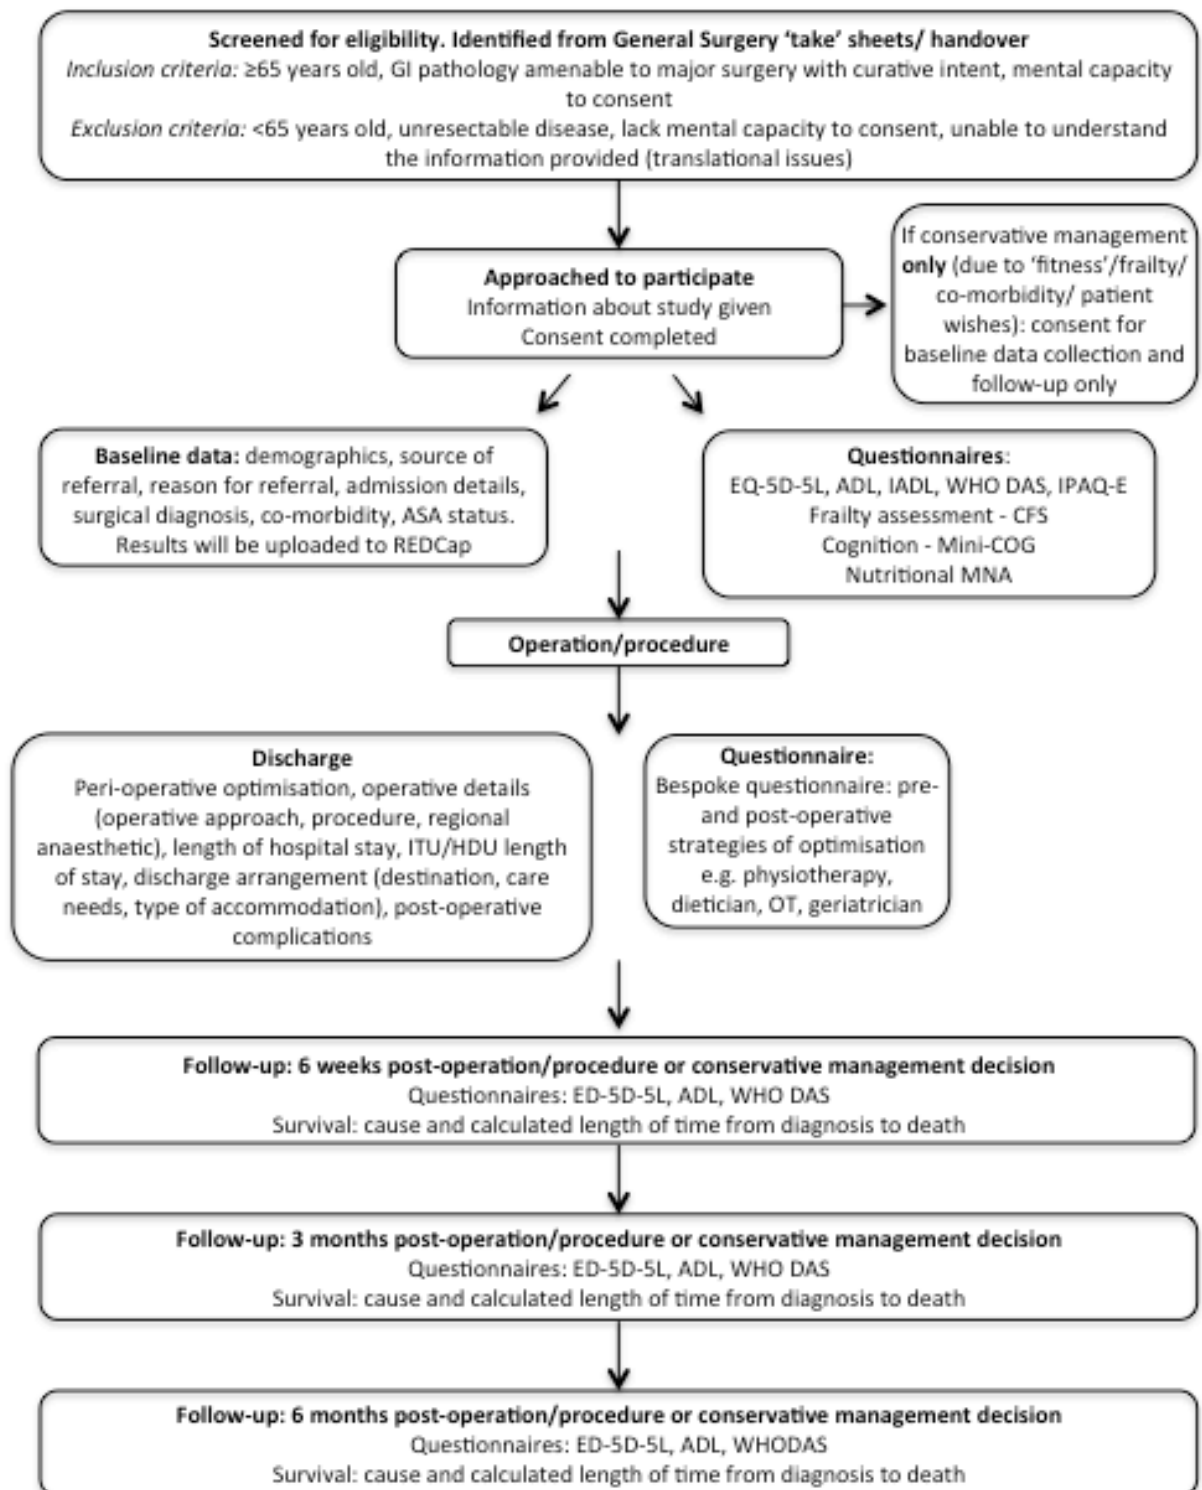 Screened for eligibility. Identified from General Surgery ‘take’ sheets/ handover
Inclusion criteria: ≥65 years old, GI pathology amenable to major surgery with curative intent, mental capacity
to consent
Exclusion criteria: <65 years old, unresectable disease, lack mental capacity to consent, unable to understand
the information provided (translational issues)
Approached to participate
Information about study given
Consent completed
If conservative management
only (due to ‘fitness’/frailty/
co-morbidity/ patient
wishes): consent for
baseline data collection and
follow-up only
Baseline data: demographics, source of
referral, reason for referral, admission details,
surgical diagnosis, co-morbidity, ASA status.
Results will be uploaded to REDCap
Questionnaires:
EQ-5D-5L, ADL, IADL, WHO DAS, IPAQ-E
Frailty assessment - CFS
Cognition - Mini-COG
Nutritional MNA
Operation/procedure
Discharge
Peri-operative optimisation, operative details
(operative approach, procedure, regional
anaesthetic), length of hospital stay, ITU/HDU length
of stay, discharge arrangement (destination, care
needs, type of accommodation), post-operative
complications
Questionnaire:
Bespoke questionnaire: pre-
and post-operative
strategies of optimisation
e.g. physiotherapy,
dietician, OT, geriatrician
Follow-up: 6 weeks post-operation/procedure or conservative management decision
Questionnaires: ED-5D-5L, ADL, WHO DAS
Survival: cause and calculated length of time from diagnosis to death
Follow-up: 3 months post-operation/procedure or conservative management decision
Questionnaires: ED-5D-5L, ADL, WHO DAS
Survival: cause and calculated length of time from diagnosis to death
Follow-up: 6 months post-operation/procedure or conservative management decision
Questionnaires: ED-5D-5L, ADL, WHODAS
Survival: cause and calculated length of time from diagnosis to death